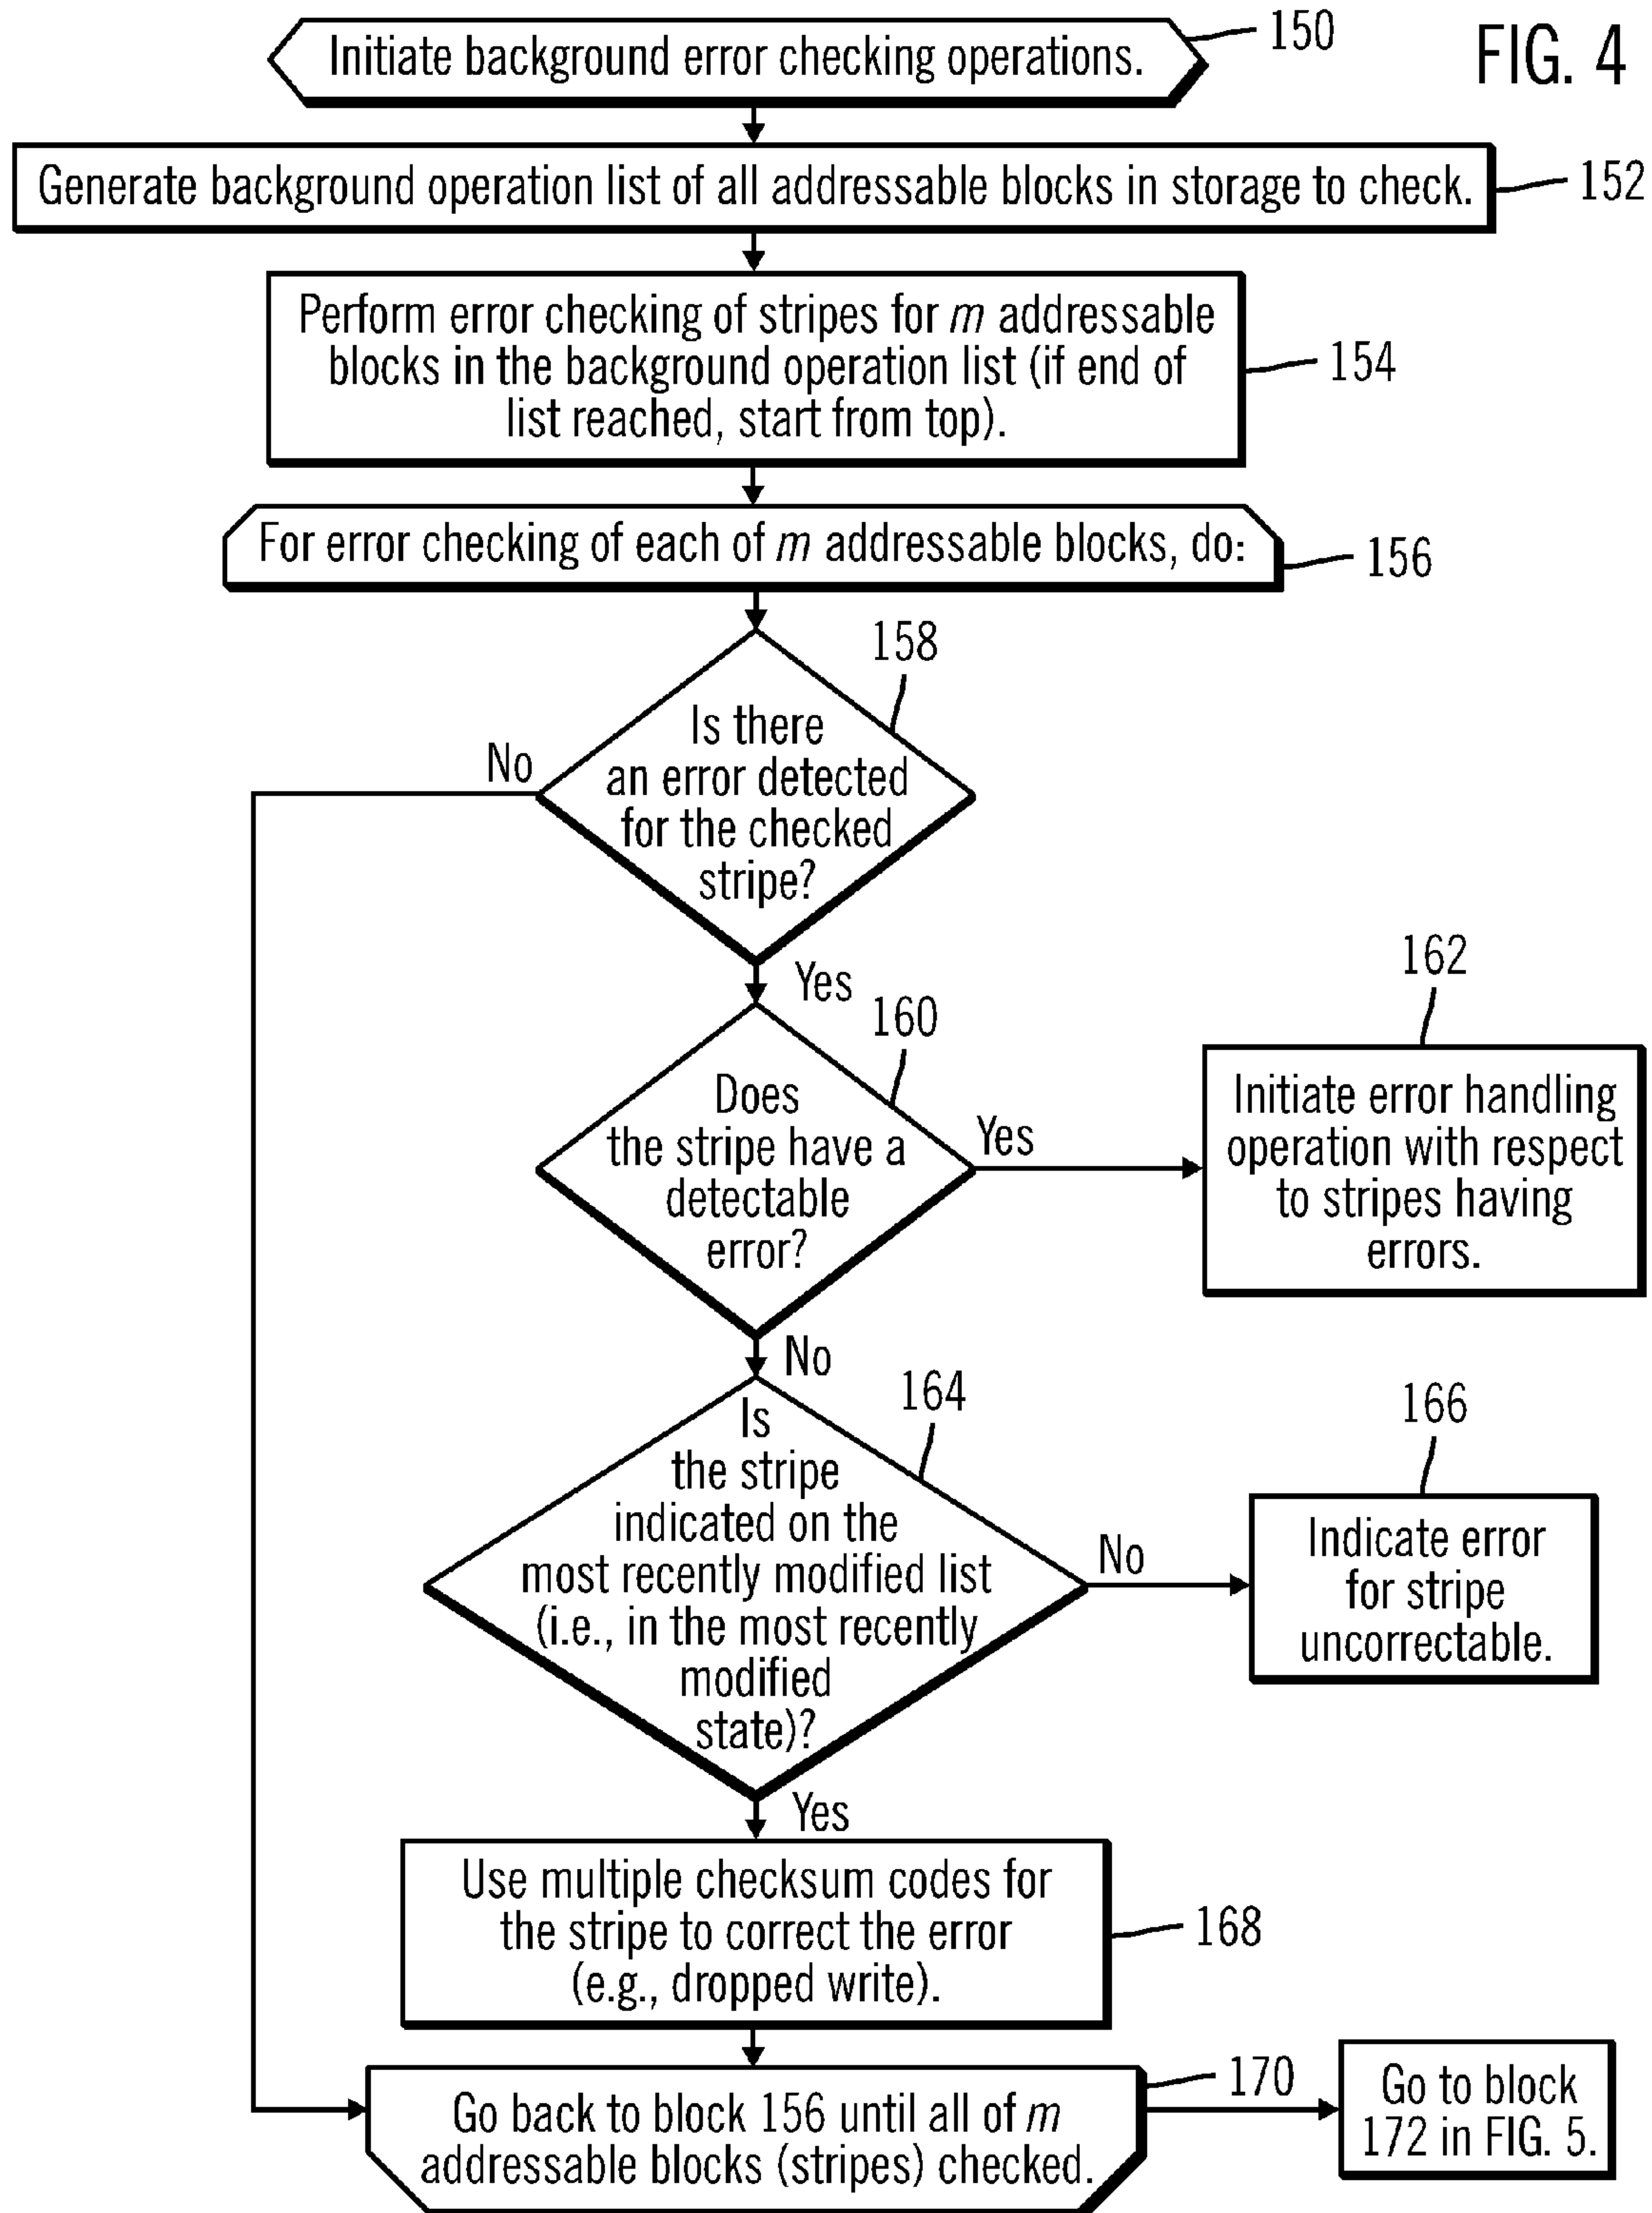 FIG. 4
Initiate background error checking operations.
150
Generate background operation list of all addressable blocks in storage to check.
152
Perform error checking of stripes for m addressable
blocks in the background operation list (if end of
list reached, start from top).
154
For error checking of each of m addressable blocks, do:
156
158
Is there
an error detected
for the checked
stripe?
No
Yes
160
Does
the stripe have a
detectable
error?
Yes
162
Initiate error handling
operation with respect
to stripes having
errors.
No
164
Is
the stripe
indicated on the
most recently modified list
(i.e., in the most recently
modified
state)?
No
166
Indicate error
for stripe
uncorrectable.
Yes
Use multiple checksum codes for
the stripe to correct the error
(e.g., dropped write).
168
Go back to block 156 until all of m
addressable blocks (stripes) checked.
170
Go to block
172 in FIG. 5.